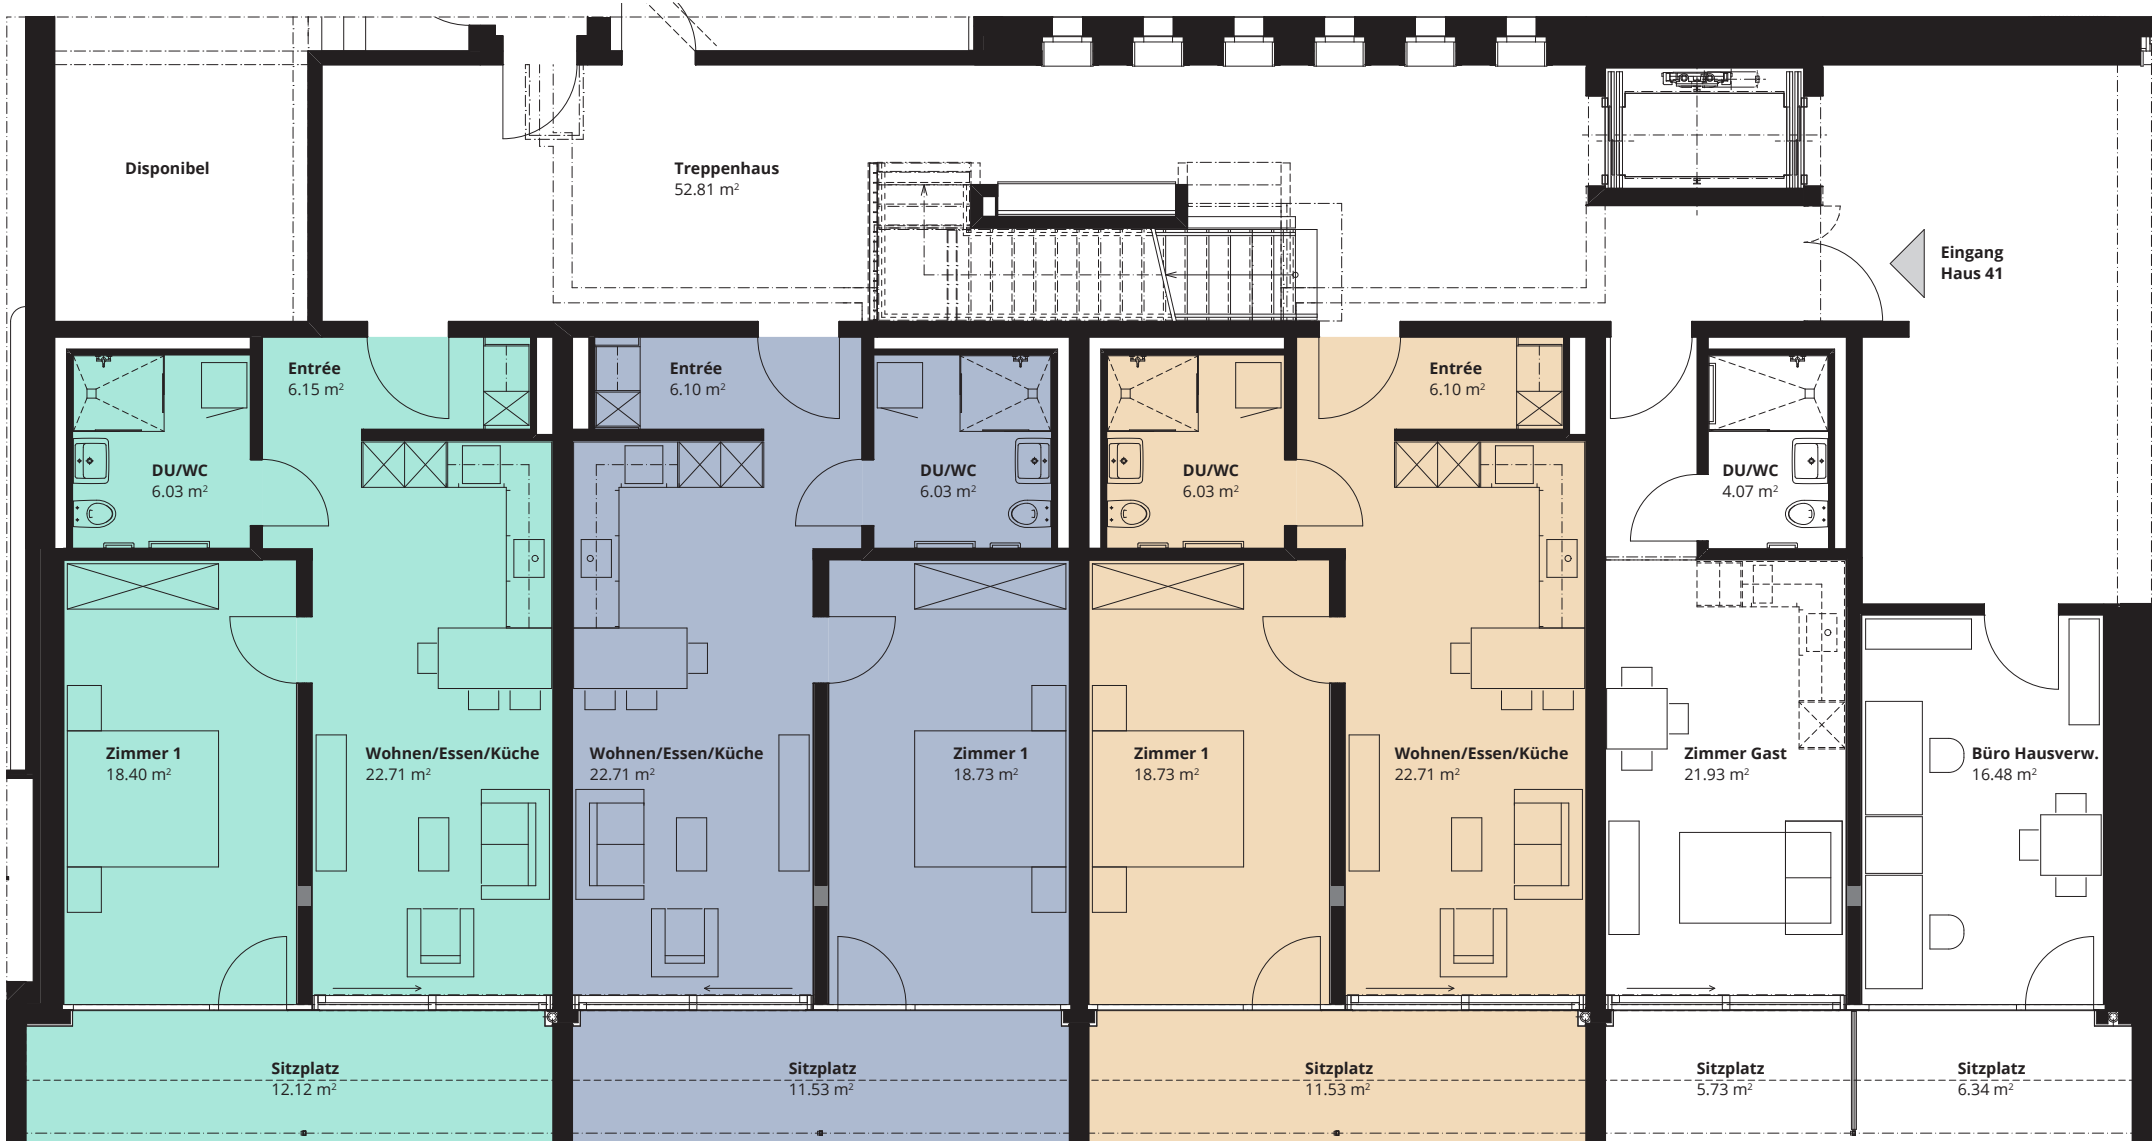 Disponibel
Treppenhaus
52.81 m²
Eingang
Haus 41
Entrée
6.15 m²
Entrée
6.10 m²
Entrée
6.10 m²
DU/WC
6.03 m²
DU/WC
6.03 m²
DU/WC
6.03 m²
DU/WC
4.07 m²
Zimmer 1
18.40 m²
Wohnen/Essen/Küche
22.71 m²
Wohnen/Essen/Küche
22.71 m²
Zimmer 1
18.73 m²
Zimmer 1
18.73 m²
Wohnen/Essen/Küche
22.71 m²
Zimmer Gast
21.93 m²
Büro Hausverw.
16.48 m²
Sitzplatz
12.12 m²
Sitzplatz
11.53 m²
Sitzplatz
11.53 m²
Sitzplatz
5.73 m²
Sitzplatz
6.34 m²